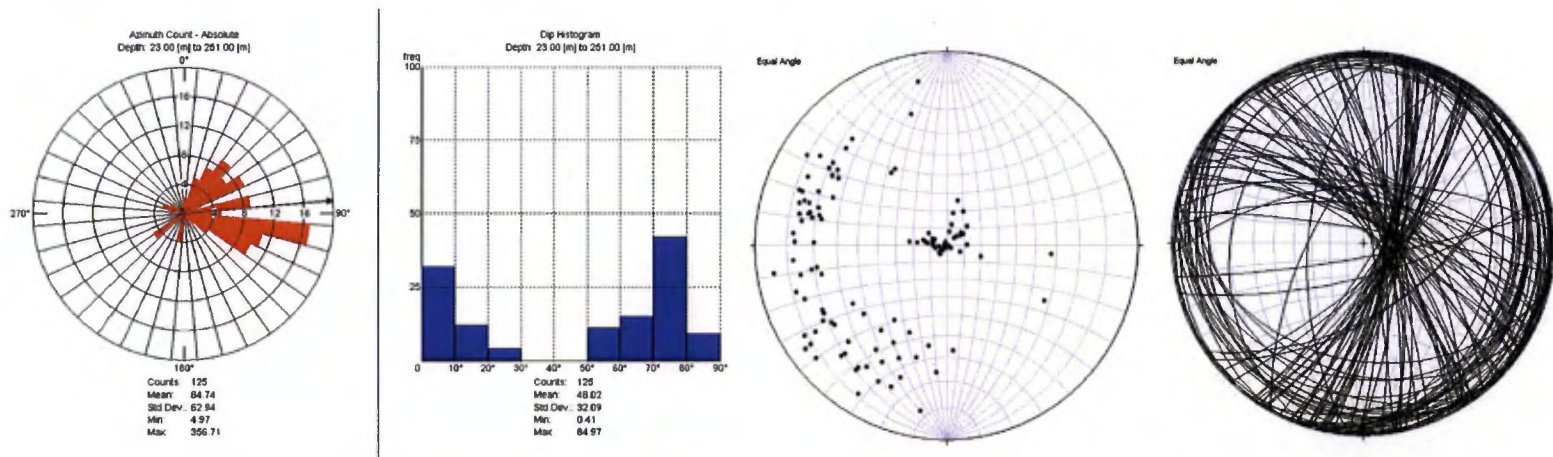 Azimuth Count - Absolute
Depth: 23.00 [m] to 251.00 [m]
0°
16
12
8
4
270°
4
8
12
16
90°
180°
Counts: 125
Mean: 84.74
Std Dev.: 62.94
Min: 4.97
Max: 356.71
Dip Histogram
Depth: 23.00 [m] to 251.00 [m]
freq
100
75
50
25
0 10° 20° 30° 40° 50° 60° 70° 80° 90°
Counts: 125
Mean: 48.02
Std Dev.: 32.09
Min: 0.41
Max: 84.97
Equal Angle
Equal Angle